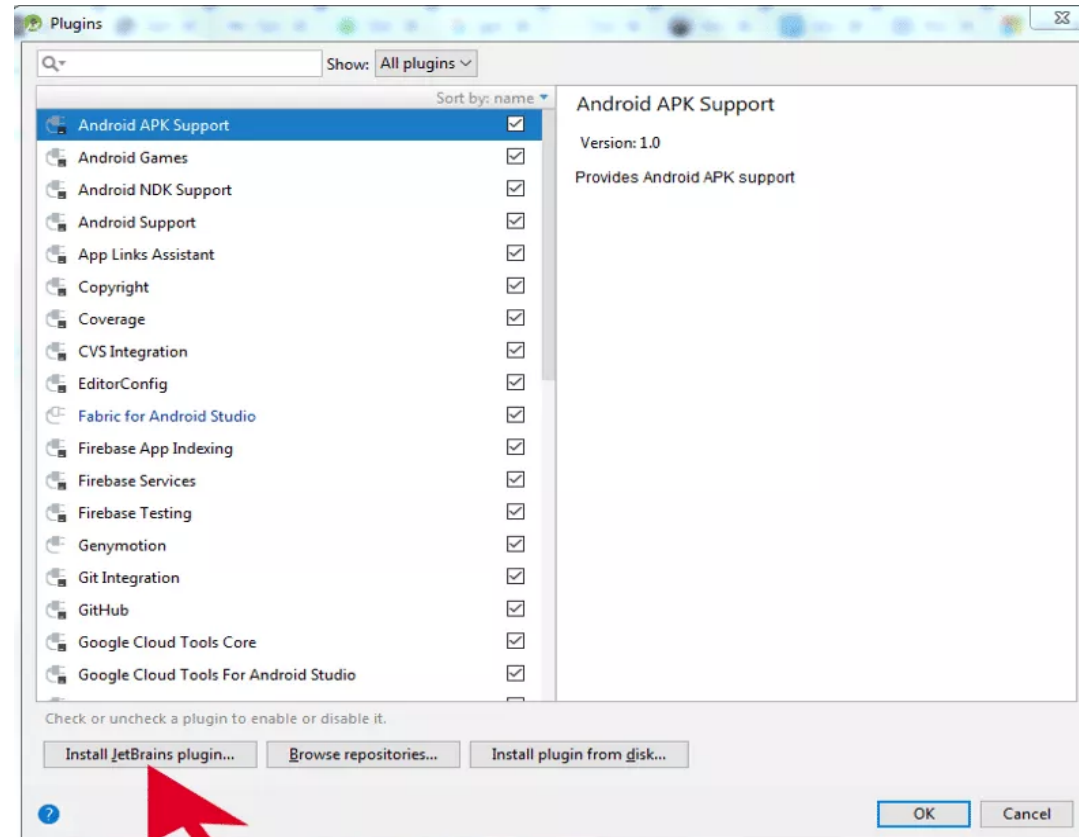 Plugins
Show: All plugins
Sort by: name
Android APK Support
Android Games
Android NDK Support
Android Support
App Links Assistant
Copyright
Coverage
CVS Integration
EditorConfig
Fabric for Android Studio
Firebase App Indexing
Firebase Services
Firebase Testing
Genymotion
Git Integration
GitHub
Google Cloud Tools Core
Google Cloud Tools For Android Studio
Android APK Support
Version: 1.0
Provides Android APK support
Check or uncheck a plugin to enable or disable it.
Install JetBrains plugin... Browse repositories... Install plugin from disk...
? OK Cancel